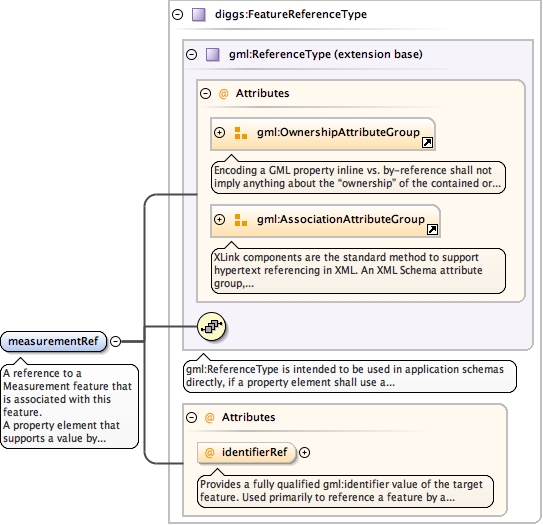 diggs:FeatureReferenceType
gml:ReferenceType (extension base)
@ Attributes
gml:OwnershipAttributeGroup
Encoding a GML property inline vs. by-reference shall not
imply anything about the “ownership” of the contained or...
gml:AssociationAttributeGroup
XLink components are the standard method to support
hypertext referencing in XML. An XML Schema attribute
group,...
measurementRef
A reference to a
Measurement feature that
is associated with this
feature.
A property element that
supports a value by...
gml:ReferenceType is intended to be used in application schemas
directly, if a property element shall use a...
@ Attributes
@ identifierRef
Provides a fully qualified gml:identifier value of the target
feature. Used primarily to reference a feature by a...